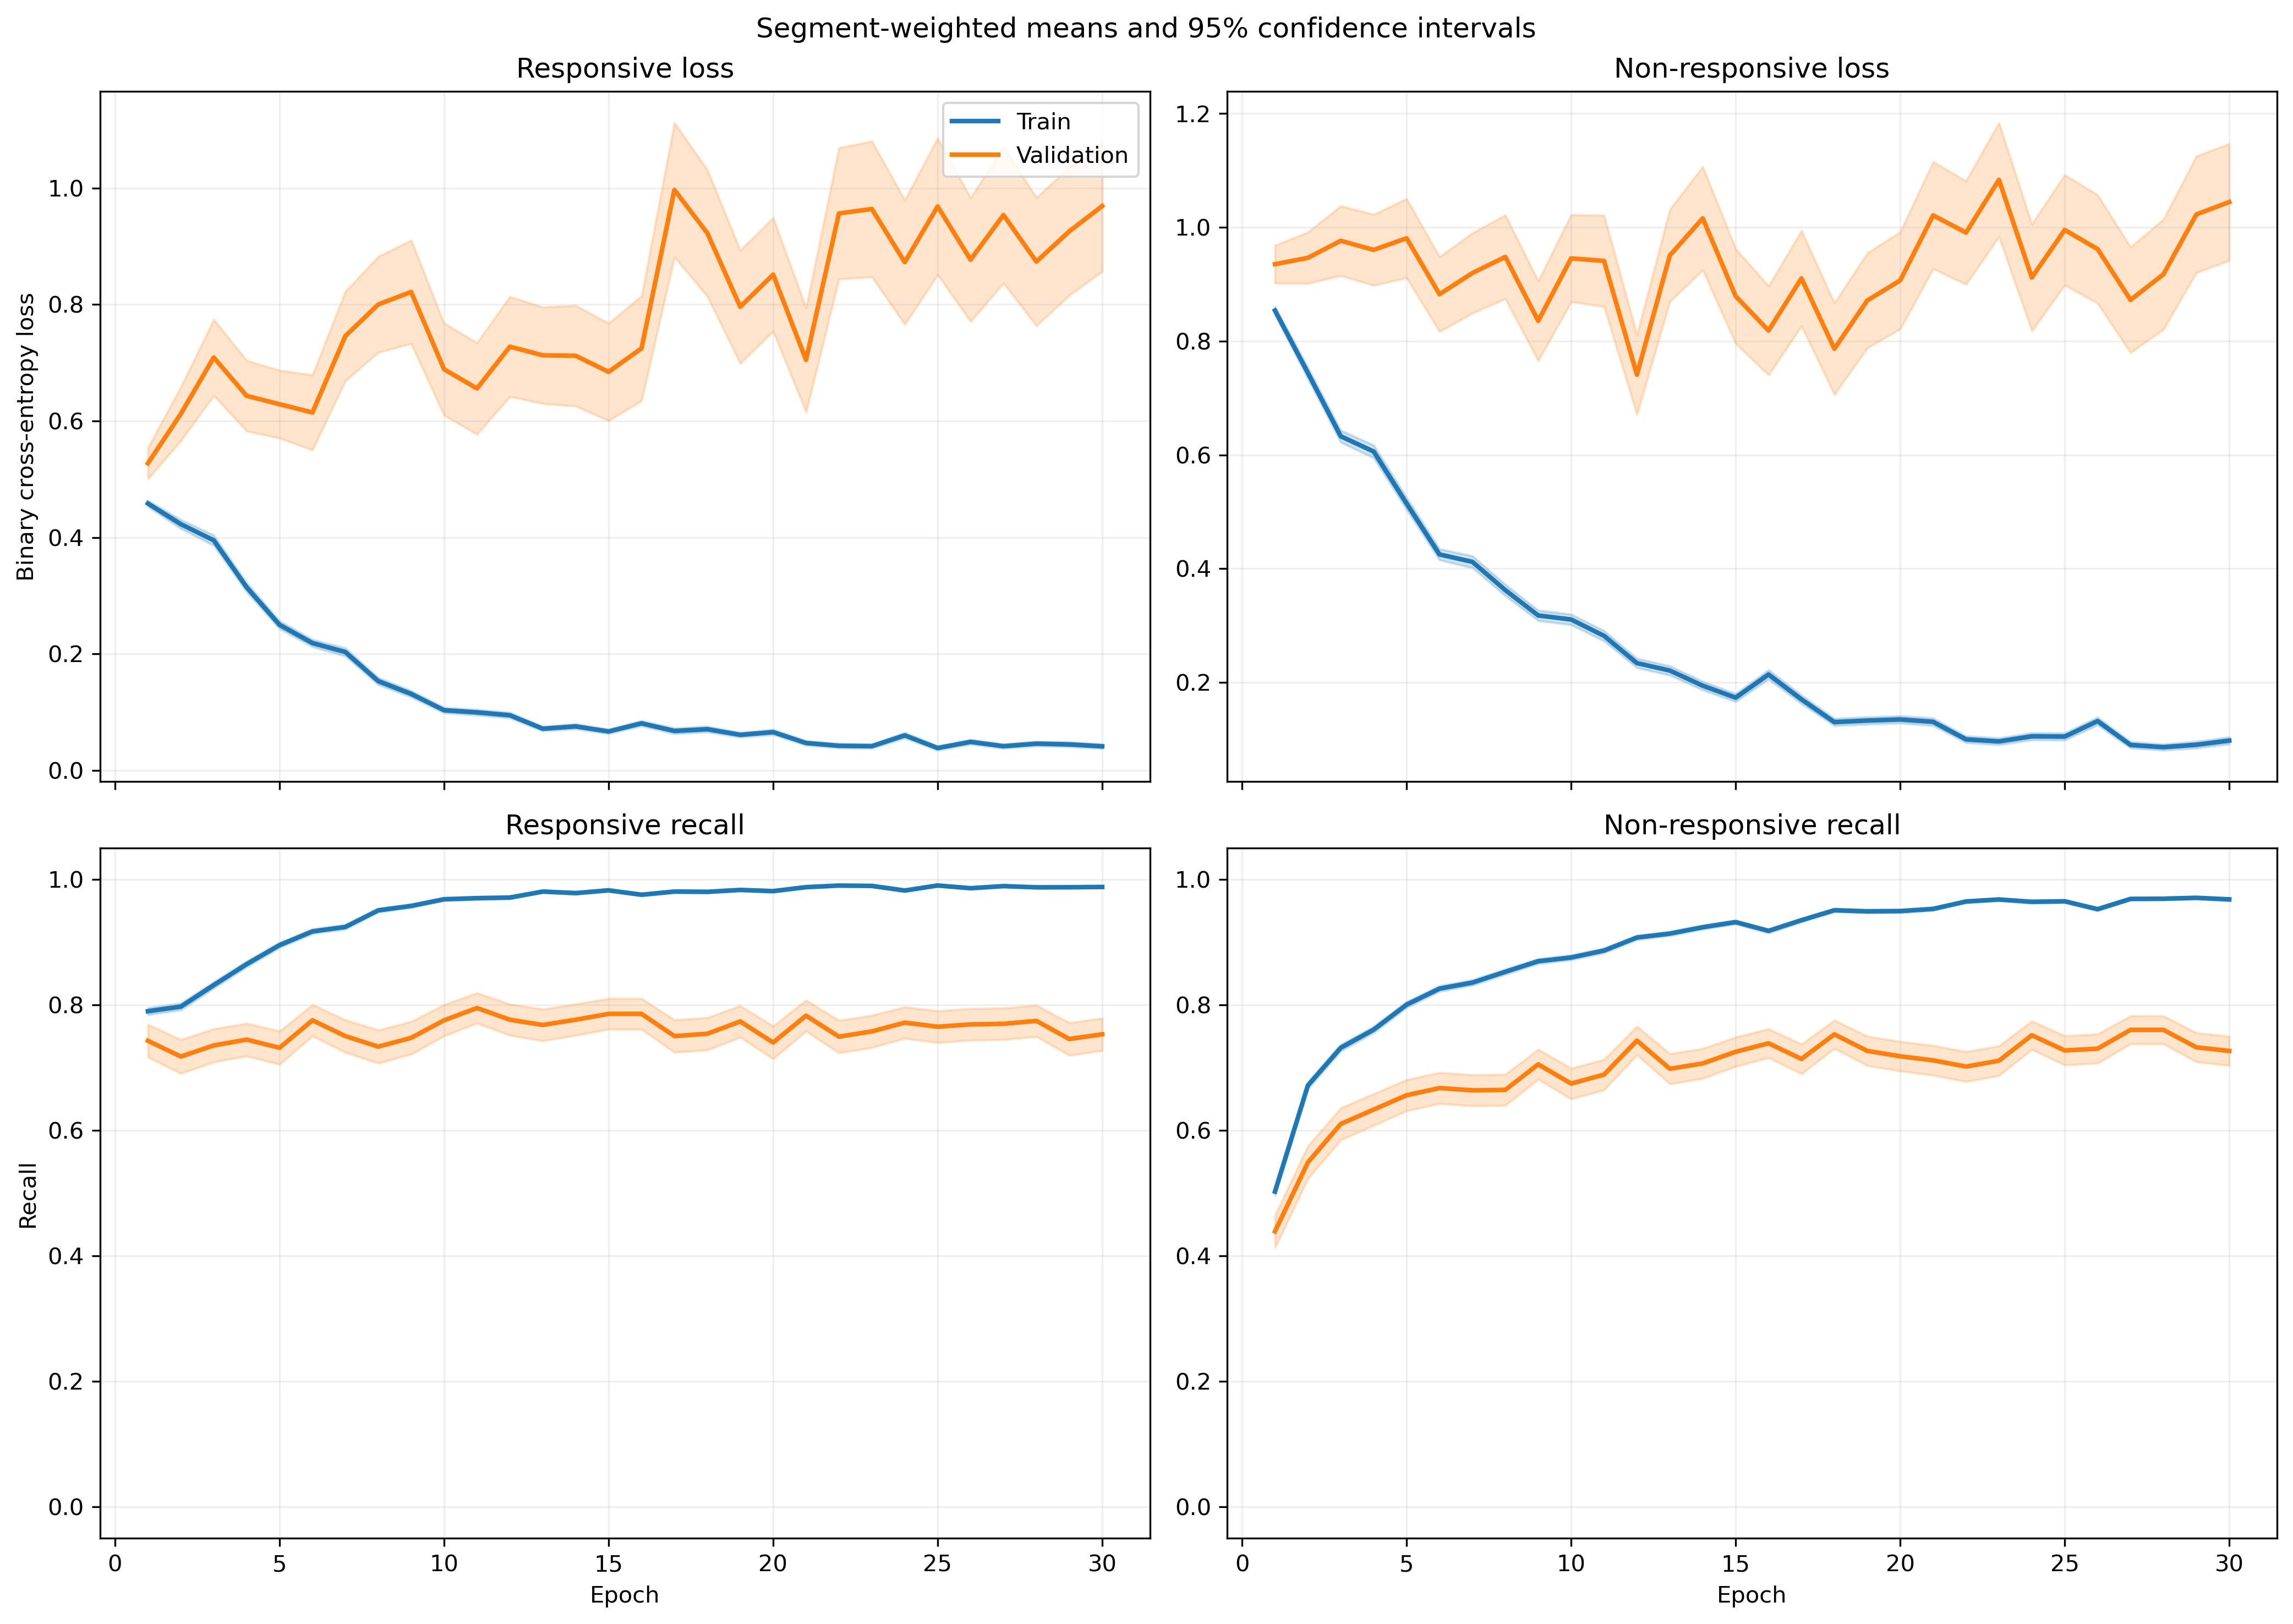 Segment-weighted means and 95% confidence intervals
Responsive loss
Non-responsive loss
Train
Validation
Binary cross-entropy loss
1.0
0.8
0.6
0.4
0.2
0.0
1.2
1.0
0.8
0.6
0.4
0.2
Responsive recall
Non-responsive recall
Recall
1.0
0.8
0.6
0.4
0.2
0.0
0 5 10 15 20 25 30
Epoch
1.0
0.8
0.6
0.4
0.2
0.0
0 5 10 15 20 25 30
Epoch